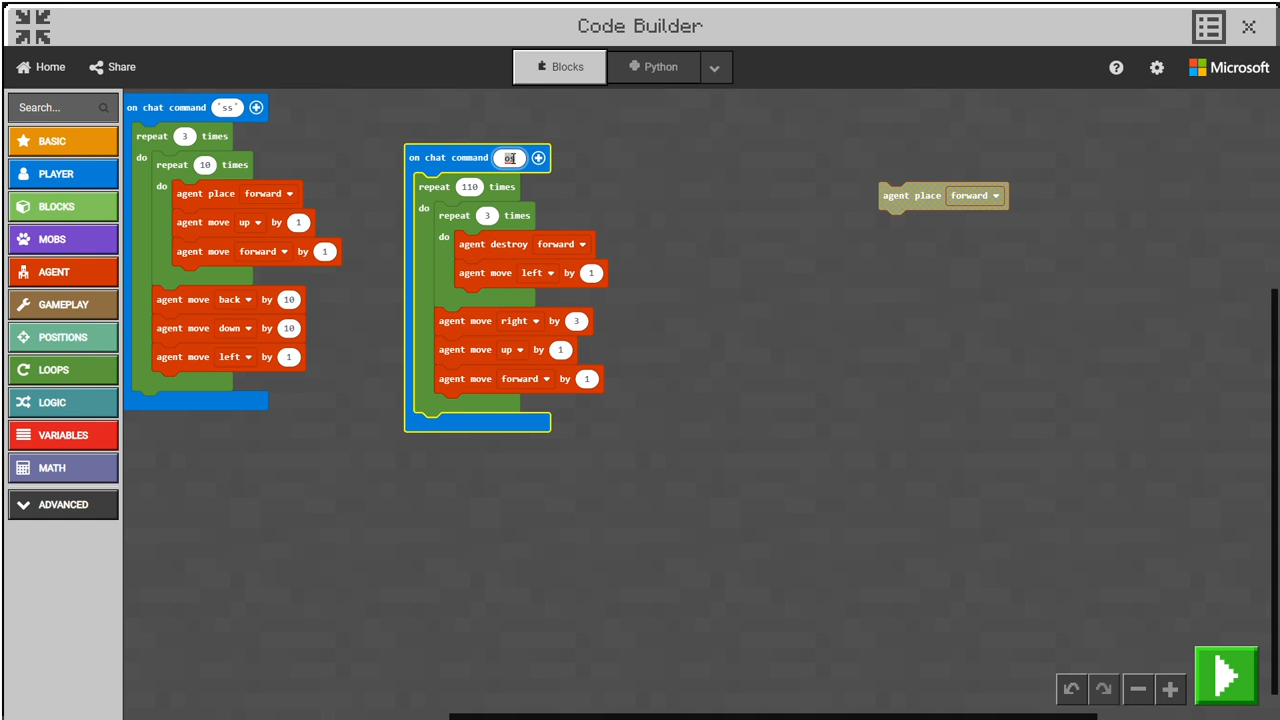 Code Builder
Home
Share
Blocks
Python
Microsoft
Search...
BASIC
PLAYER
BLOCKS
MOBS
AGENT
GAMEPLAY
POSITIONS
LOOPS
LOGIC
VARIABLES
MATH
ADVANCED
on chat command "ss"
repeat 3 times
do
repeat 10 times
do
agent place forward
agent move up by 1
agent move forward by 1
agent move back by 10
agent move down by 10
agent move left by 1
on chat command
repeat 110 times
do
repeat 3 times
do
agent destroy forward
agent move left by 1
agent move right by 3
agent move up by 1
agent move forward by 1
agent place forward